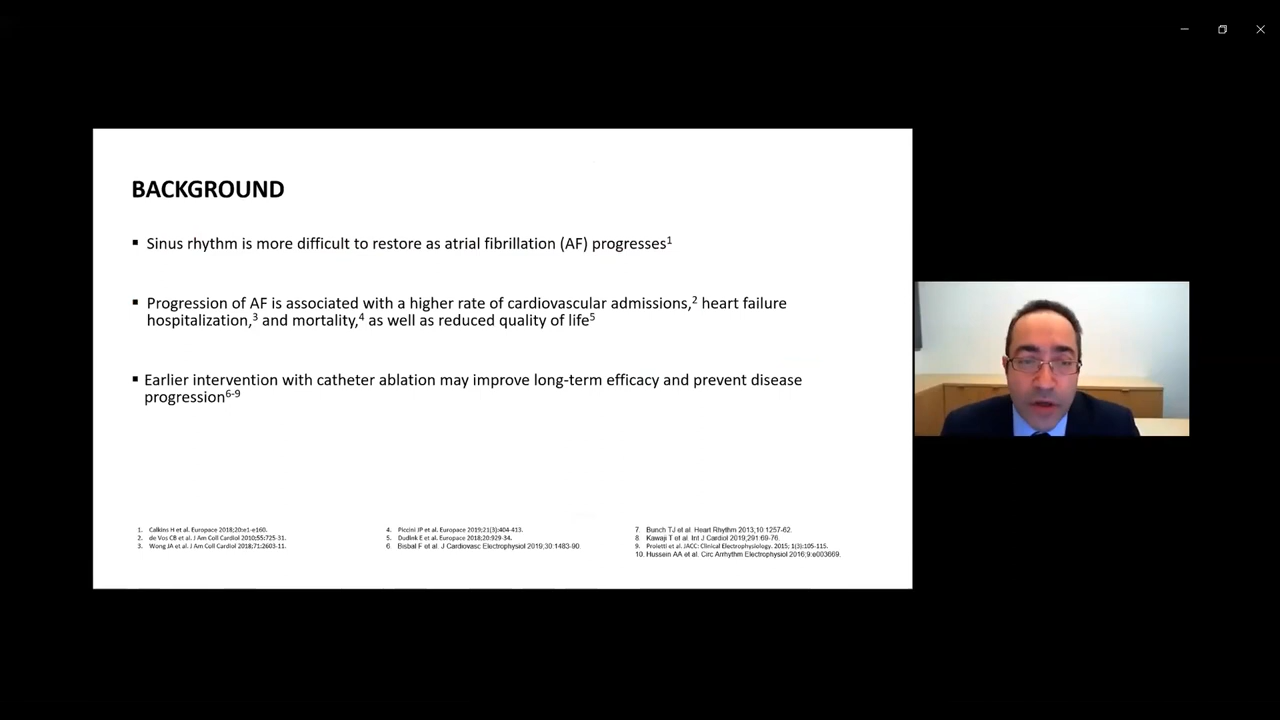 BACKGROUND
▪ Sinus rhythm is more difficult to restore as atrial fibrillation (AF) progresses1
▪ Progression of AF is associated with a higher rate of cardiovascular admissions,2 heart failure
hospitalization,3 and mortality,4 as well as reduced quality of life5
▪ Earlier intervention with catheter ablation may improve long-term efficacy and prevent disease
progression6-9
1. Calkins H et al. Europace 2018;20:e1-e160.
2. de Vos CB et al. J Am Coll Cardiol 2010;55:725-31.
3. Wong JA et al. J Am Coll Cardiol 2018;71:2603-11.
4. Piccini JP et al. Europace 2019;21(3):404-413.
5. Dudink E et al. Europace 2018;20:929-34.
6 Bisbal F et al. J Cardiovasc Electrophysiol 2019;30:1483-90.
7 Bunch TJ et al. Heart Rhythm 2013;10:1257-62.
8 Kawaji T et al. Int J Cardiol 2019;291:69-76.
9. Proietti et al. JACC: Clinical Electrophysiology. 2015; 1(3):105-115.
10. Hussein AA et al. Circ Arrhythm Electrophysiol 2016;9:e003669.